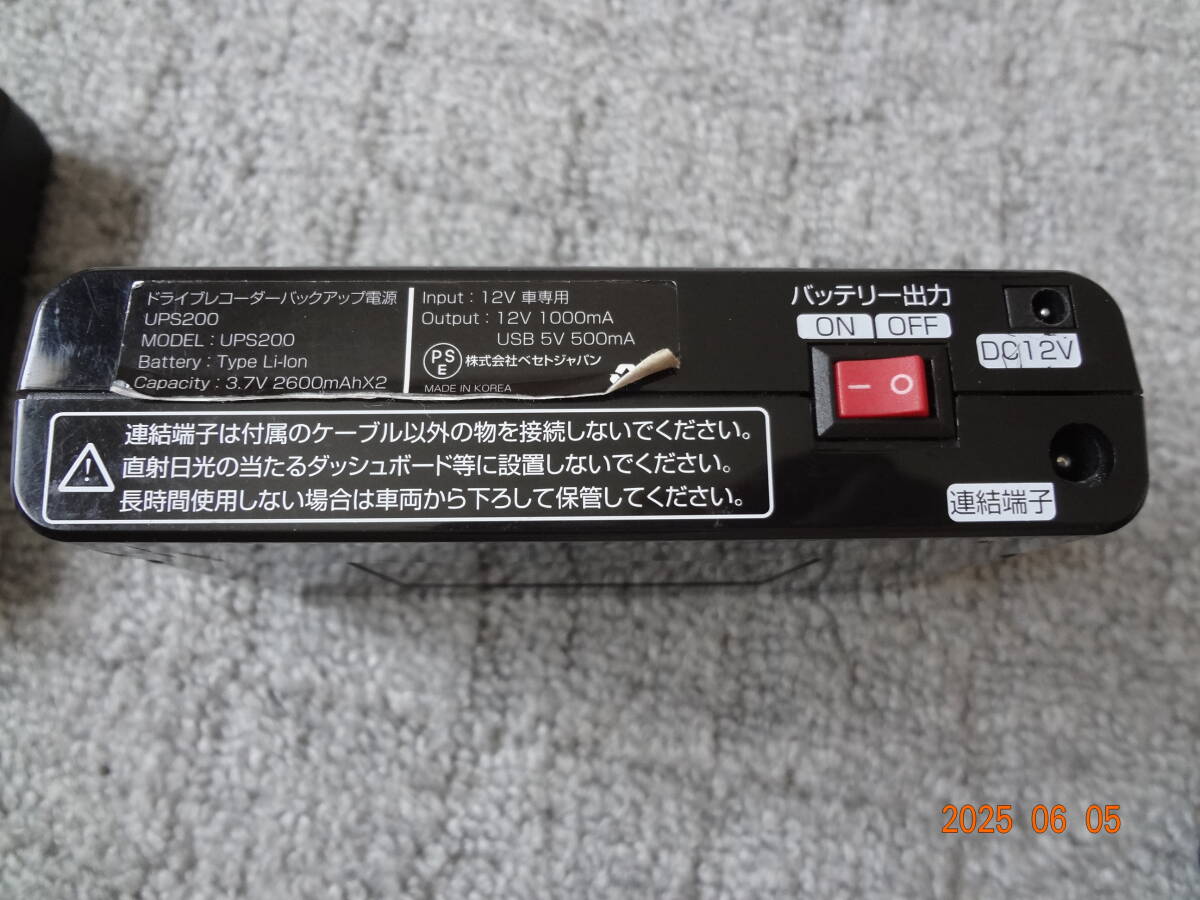 ドライブレコーダーバックアップ電源
UPS200
MODEL : UPS200
Battery : Type Li-Ion
Capacity : 3.7V 2600mAhX2
Input : 12V 車専用
Output : 12V 1000mA
USB 5V 500mA
PSE 株式会社ベセトジャパン
MADE IN KOREA
バッテリー出力
ON OFF
DC12V
連結端子は付属のケーブル以外の物を接続しないでください。
直射日光の当たるダッシュボード等に設置しないでください。
長時間使用しない場合は車両から下ろして保管してください。
連結端子
2025 06 05